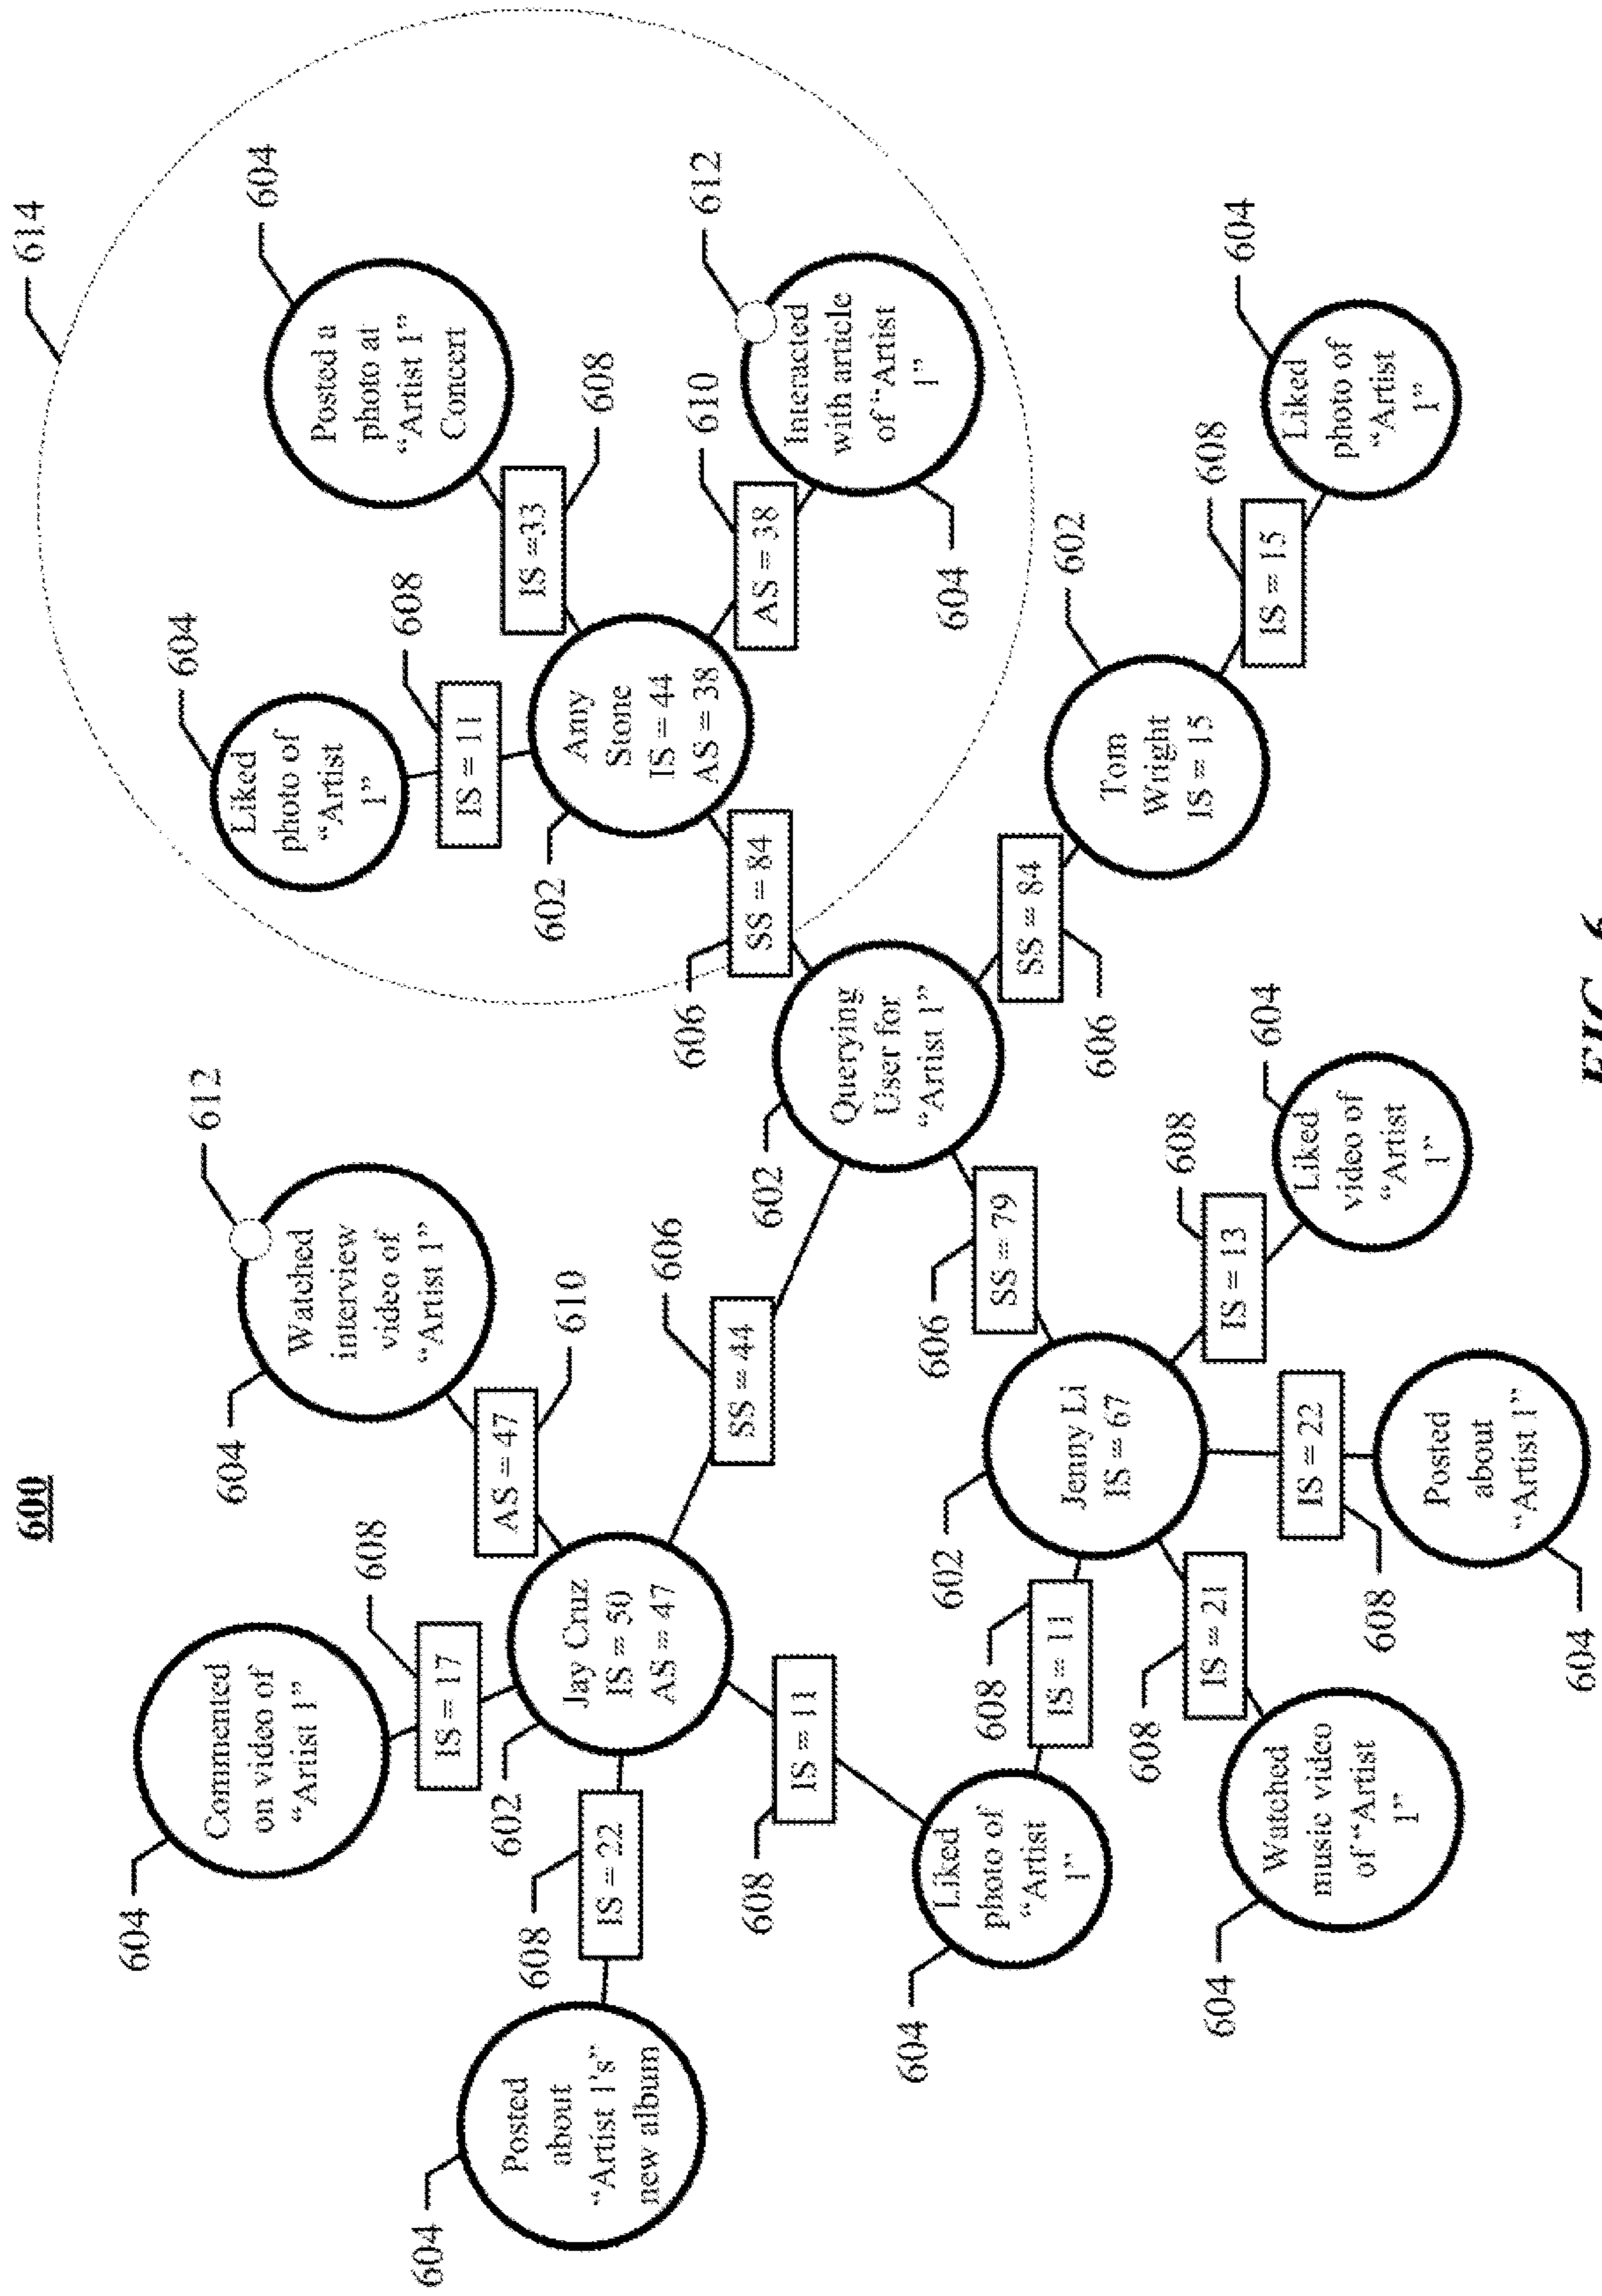 600
614
604
Commented
on video of
"Artist 1"
608
IS = 17
604
Watched
interview
video of
"Artist 1"
612
610
AS = 47
604
Liked
photo of
"Artist
1"
608
IS = 11
604
Posted a
photo at
"Artist 1"
Concert
608
IS =33
604
Posted
about
"Artist 1's"
new album
608
IS = 22
602
Jay Cruz
IS = 50
AS = 47
606
SS = 44
602
Amy
Stone
IS = 44
AS = 38
606
SS = 84
610
AS = 38
612
Interacted
with article
of "Artist
1"
604
608
IS = 11
604
Liked
photo of
"Artist
1"
602
Querying
User for
"Artist 1"
606
SS = 79
606
SS = 84
608
IS = 11
602
Jenny Li
IS = 67
602
Tom
Wright
IS = 15
608
IS = 21
608
IS = 22
608
IS = 13
608
IS = 15
604
Watched
music video
of "Artist
1"
604
Posted
about
"Artist 1"
604
Liked
video of
"Artist
1"
604
Liked
photo of
"Artist
1"
FIG. 6